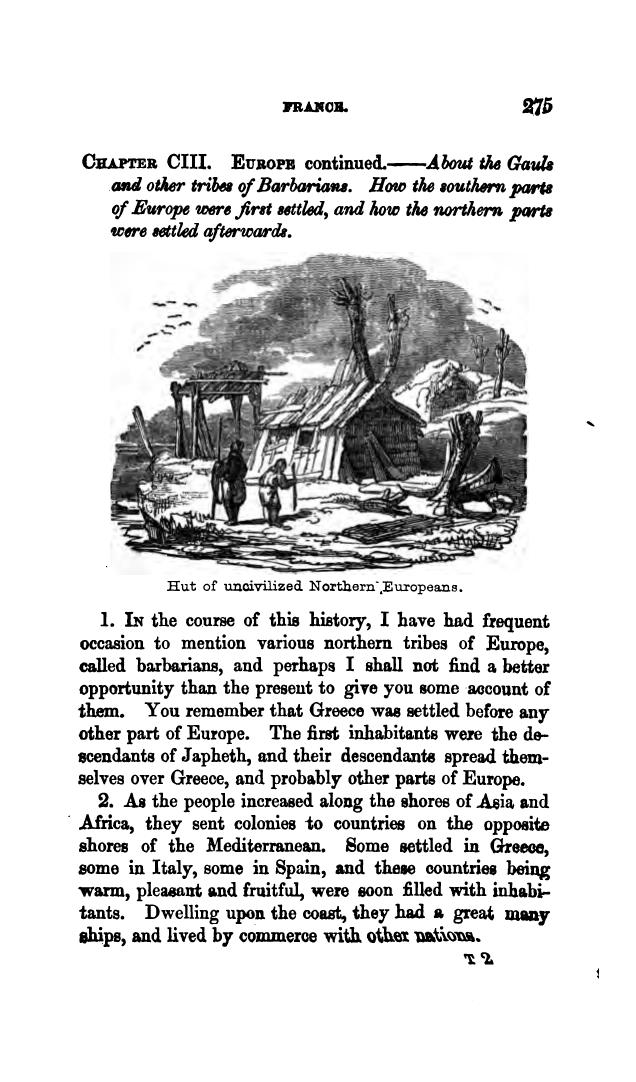 FRANCE. 275
CHAPTER CIII. EUROPE continued.——About the Gauls
and other tribes of Barbarians. How the southern parts
of Europe were first settled, and how the northern parts
were settled afterwards.
Hut of uncivilized Northern Europeans.
1. IN the course of this history, I have had frequent
occasion to mention various northern tribes of Europe,
called barbarians, and perhaps I shall not find a better
opportunity than the present to give you some account of
them. You remember that Greece was settled before any
other part of Europe. The first inhabitants were the de-
scendants of Japheth, and their descendants spread them-
selves over Greece, and probably other parts of Europe.
2. As the people increased along the shores of Asia and
Africa, they sent colonies to countries on the opposite
shores of the Mediterranean. Some settled in Greece,
some in Italy, some in Spain, and these countries being
warm, pleasant and fruitful, were soon filled with inhabi-
tants. Dwelling upon the coast, they had a great many
ships, and lived by commerce with other nations.
T 2